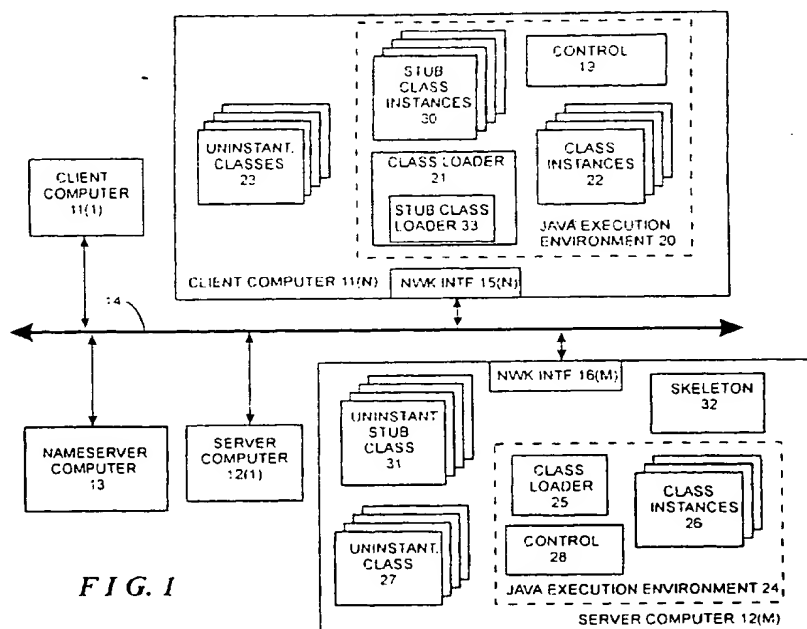 STUB
CLASS
INSTANCES
30
CONTROL
19
UNINSTANT.
CLASSES
23
CLASS LOADER
21
STUB CLASS
LOADER 33
CLASS
INSTANCES
22
JAVA EXECUTION
ENVIRONMENT 20
CLIENT COMPUTER 11(N)
NWK INTF 15(N)
CLIENT
COMPUTER
11(1)
14
NAMESERVER
COMPUTER
13
SERVER
COMPUTER
12(1)
NWK INTF 16(M)
UNINSTANT
STUB
CLASS
31
SKELETON
32
UNINSTANT.
CLASS
27
CLASS
LOADER
25
CONTROL
28
CLASS
INSTANCES
26
JAVA EXECUTION ENVIRONMENT 24
SERVER COMPUTER 12(M)
FIG. 1